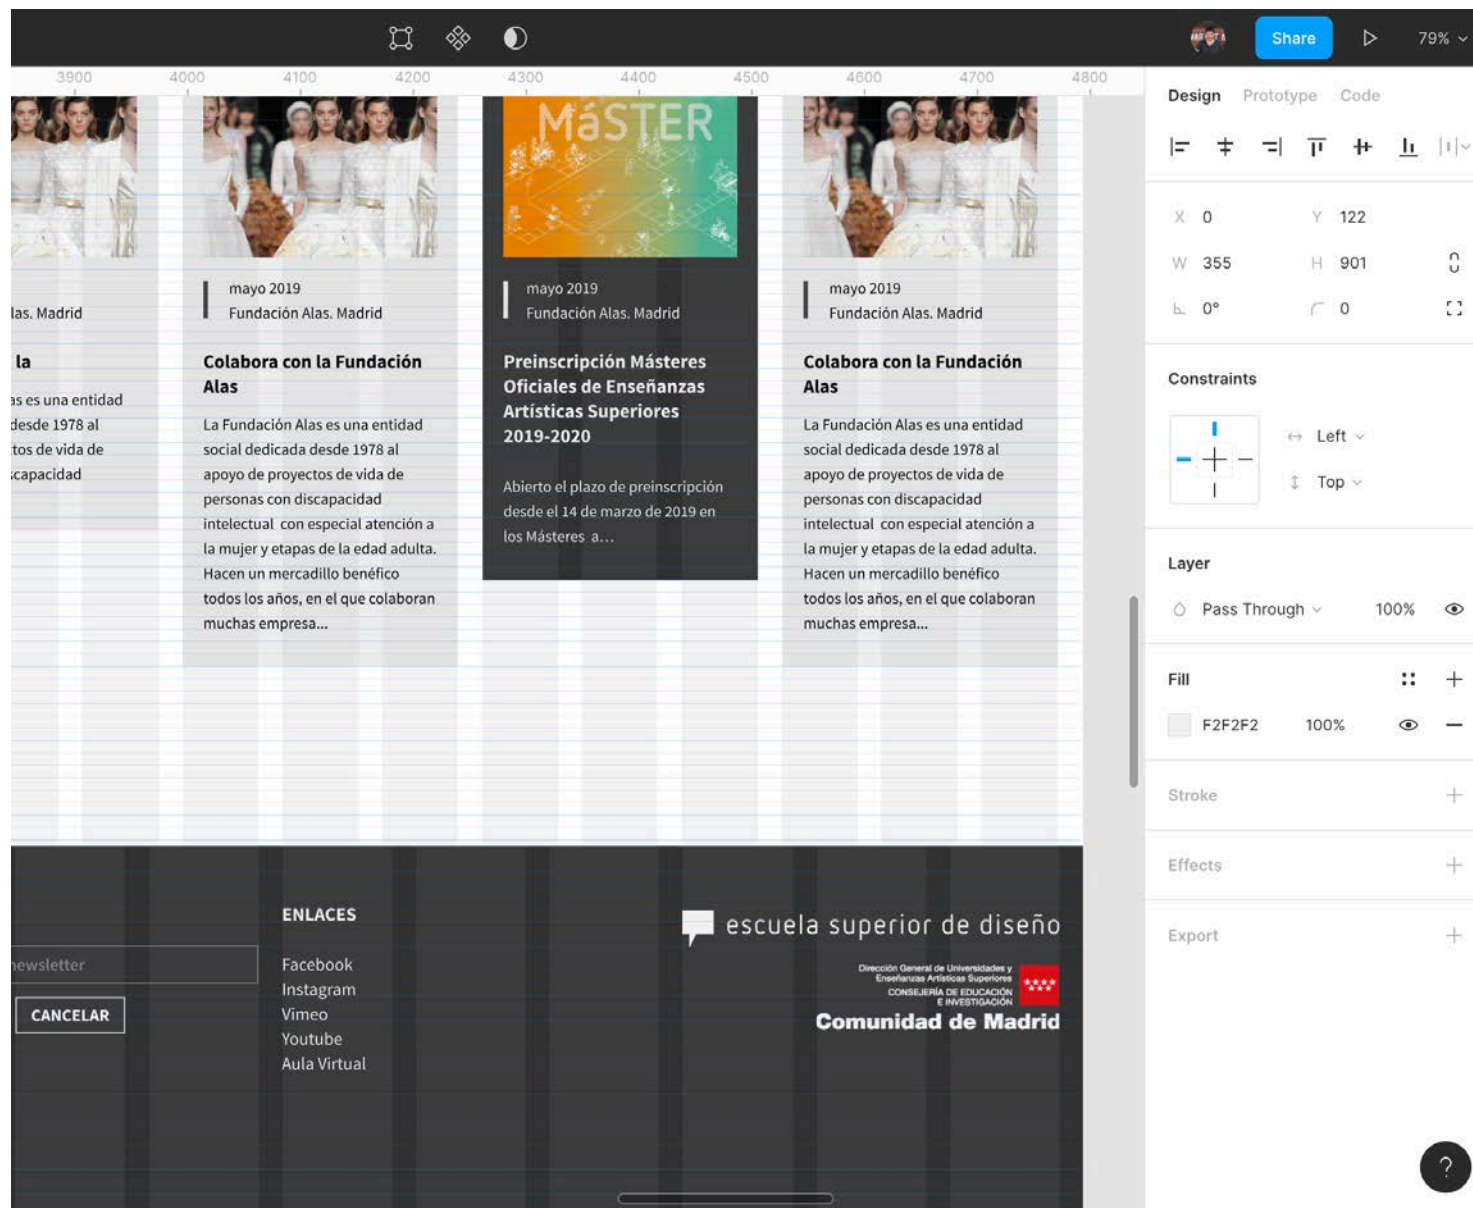 Share
79%
3900 4000 4100 4200 4300 4400 4500 4600 4700 4800
Design Prototype Code
X 0 Y 122
W 355 H 901
0° 0
Constraints
Left
Top
Layer
Pass Through 100%
Fill
F2F2F2 100%
Stroke
Effects
Export
?
las. Madrid
la
as es una entidad
desde 1978 al
tos de vida de
scapacidad
mayo 2019
Fundación Alas. Madrid
Colabora con la Fundación
Alas
La Fundación Alas es una entidad
social dedicada desde 1978 al
apoyo de proyectos de vida de
personas con discapacidad
intelectual con especial atención a
la mujer y etapas de la edad adulta.
Hacen un mercadillo benéfico
todos los años, en el que colaboran
muchas empresa...
MáSTER
mayo 2019
Fundación Alas. Madrid
Preinscripción Másteres
Oficiales de Enseñanzas
Artísticas Superiores
2019-2020
Abierto el plazo de preinscripción
desde el 14 de marzo de 2019 en
los Másteres a...
mayo 2019
Fundación Alas. Madrid
Colabora con la Fundación
Alas
La Fundación Alas es una entidad
social dedicada desde 1978 al
apoyo de proyectos de vida de
personas con discapacidad
intelectual con especial atención a
la mujer y etapas de la edad adulta.
Hacen un mercadillo benéfico
todos los años, en el que colaboran
muchas empresa...
newsletter
CANCELAR
ENLACES
Facebook
Instagram
Vimeo
Youtube
Aula Virtual
escuela superior de diseño
Dirección General de Universidades y
Enseñanzas Artísticas Superiores
CONSEJERÍA DE EDUCACIÓN
E INVESTIGACIÓN
Comunidad de Madrid